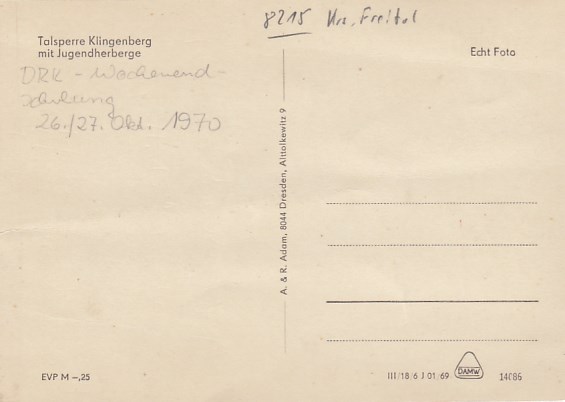 8215 Krs. Freital
Talsperre Klingenberg
mit Jugendherberge
Echt Foto
DRK - Wochenend-
schulung
26./27. Okt. 1970
A. & R. Adam, 8044 Dresden, Alttolkewitz 9
EVP M –,25
III/18/6 J 01/69
DAMW
14086